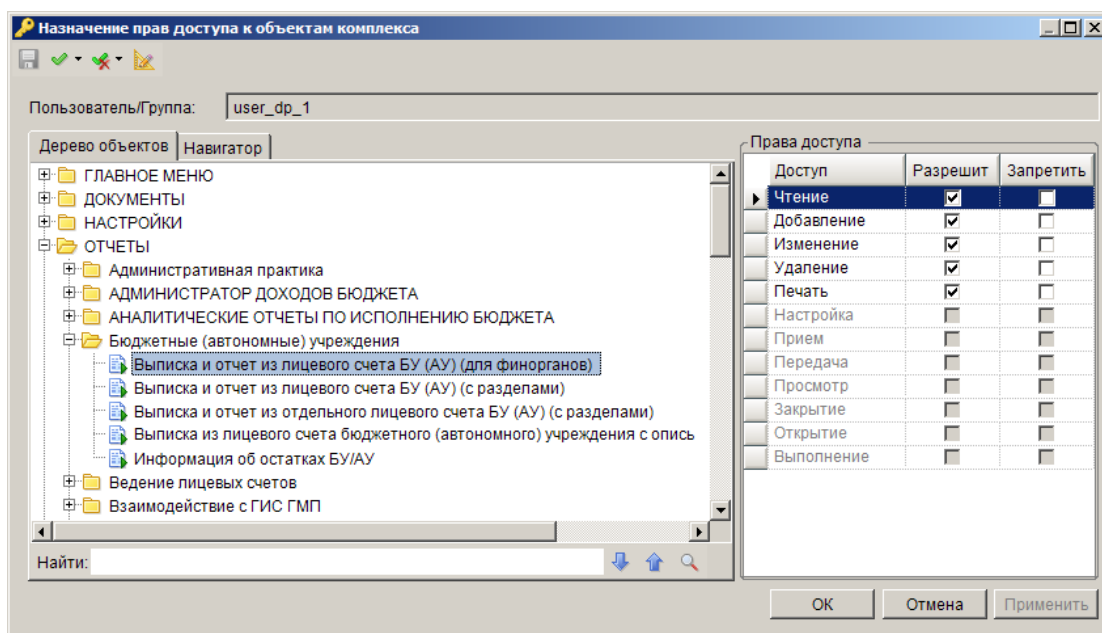 Назначение прав доступа к объектам комплекса
Пользователь/Группа: user_dp_1
Дерево объектов Навигатор
ГЛАВНОЕ МЕНЮ
ДОКУМЕНТЫ
НАСТРОЙКИ
ОТЧЕТЫ
Административная практика
АДМИНИСТРАТОР ДОХОДОВ БЮДЖЕТА
АНАЛИТИЧЕСКИЕ ОТЧЕТЫ ПО ИСПОЛНЕНИЮ БЮДЖЕТА
Бюджетные (автономные) учреждения
Выписка и отчет из лицевого счета БУ (АУ) (для финорганов)
Выписка и отчет из лицевого счета БУ (АУ) (с разделами)
Выписка и отчет из отдельного лицевого счета БУ (АУ) (с разделами)
Выписка из лицевого счета бюджетного (автономного) учреждения с опись
Информация об остатках БУ/АУ
Ведение лицевых счетов
Взаимодействие с ГИС ГМП
Найти:
Права доступа
Доступ Разрешит Запретить
Чтение
Добавление
Изменение
Удаление
Печать
Настройка
Прием
Передача
Просмотр
Закрытие
Открытие
Выполнение
ОК Отмена Применить